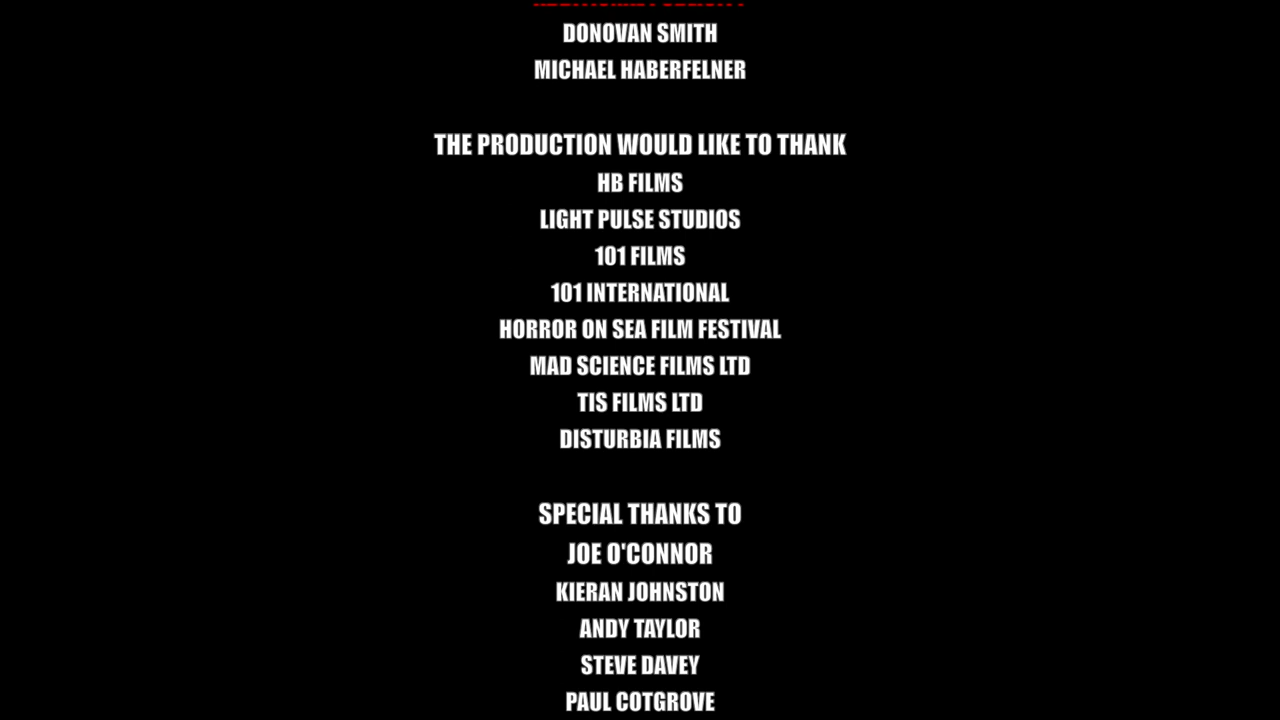 DONOVAN SMITH
MICHAEL HABERFELNER
THE PRODUCTION WOULD LIKE TO THANK
HB FILMS
LIGHT PULSE STUDIOS
101 FILMS
101 INTERNATIONAL
HORROR ON SEA FILM FESTIVAL
MAD SCIENCE FILMS LTD
TIS FILMS LTD
DISTURBIA FILMS
SPECIAL THANKS TO
JOE O'CONNOR
KIERAN JOHNSTON
ANDY TAYLOR
STEVE DAVEY
PAUL COTGROVE